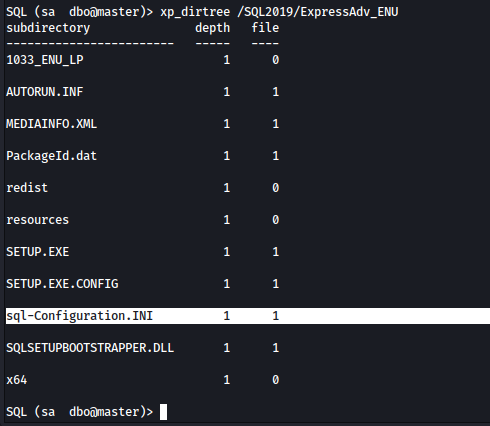 SQL (sa  dbo@master)> xp_dirtree /SQL2019/ExpressAdv_ENU
subdirectory                depth   file
-------------------------   -----   ----
1033_ENU_LP                     1      0
AUTORUN.INF                     1      1
MEDIAINFO.XML                   1      1
PackageId.dat                   1      1
redist                          1      0
resources                       1      0
SETUP.EXE                       1      1
SETUP.EXE.CONFIG                1      1
sql-Configuration.INI           1      1
SQLSETUPBOOTSTRAPPER.DLL        1      1
x64                             1      0
SQL (sa  dbo@master)>